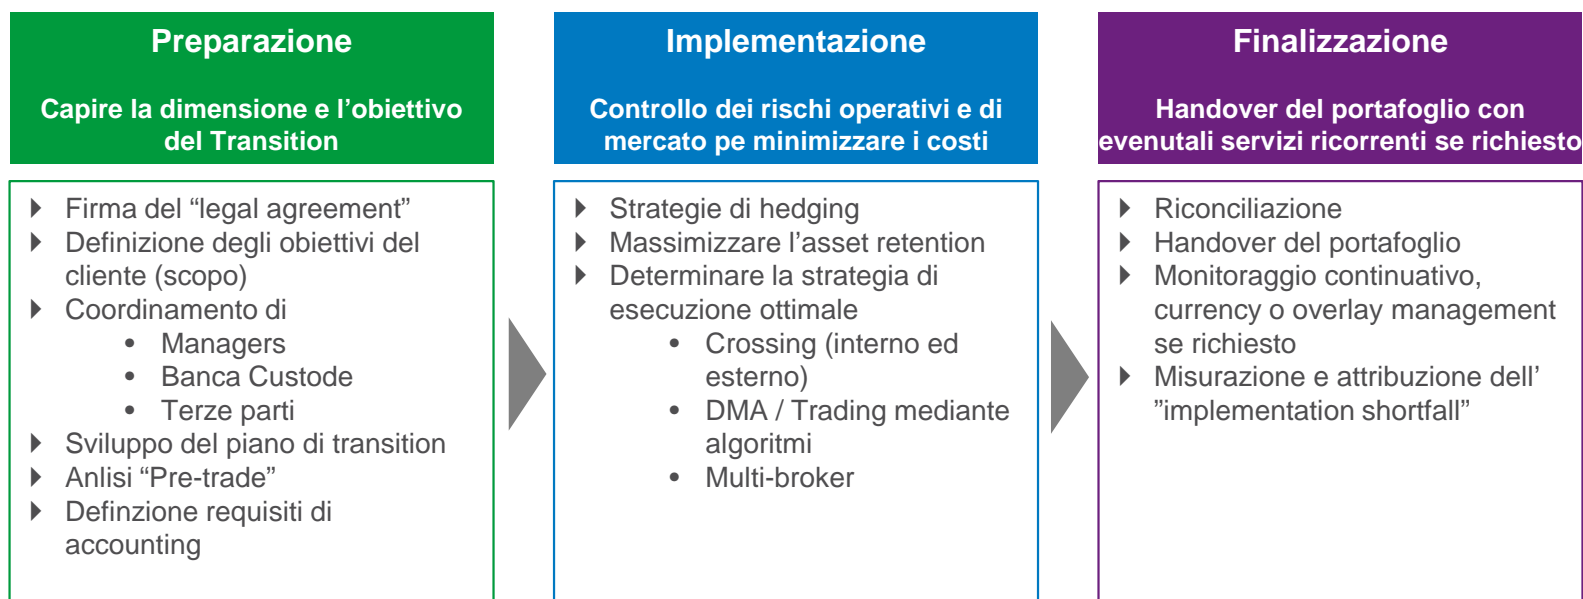 Preparazione
Capire la dimensione e l’obiettivo
del Transition
Firma del “legal agreement”
Definizione degli obiettivi del
cliente (scopo)
Coordinamento di
Managers
Banca Custode
Terze parti
Sviluppo del piano di transition
Anlisi “Pre-trade”
Definzione requisiti di
accounting
Implementazione
Controllo dei rischi operativi e di
mercato pe minimizzare i costi
Strategie di hedging
Massimizzare l’asset retention
Determinare la strategia di
esecuzione ottimale
Crossing (interno ed
esterno)
DMA / Trading mediante
algoritmi
Multi-broker
Finalizzazione
Handover del portafoglio con
evenutali servizi ricorrenti se richiesto
Riconciliazione
Handover del portafoglio
Monitoraggio continuativo,
currency o overlay management
se richiesto
Misurazione e attribuzione dell’
”implementation shortfall”